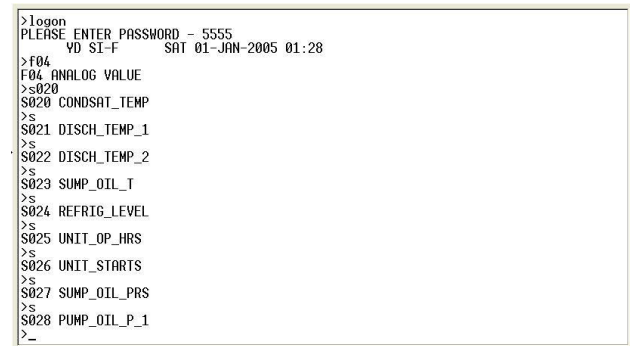 >logon
PLEASE ENTER PASSWORD - 5555
YD SI-F SAT 01-JAN-2005 01:28
>f04
F04 ANALOG VALUE
>s020
S020 CONDSAT_TEMP
>s
S021 DISCH_TEMP_1
>s
S022 DISCH_TEMP_2
>s
S023 SUMP_OIL_T
>s
S024 REFRIG_LEVEL
>s
S025 UNIT_OP_HRS
>s
S026 UNIT_STARTS
>s
S027 SUMP_OIL_PRS
>s
S028 PUMP_OIL_P_1
>_